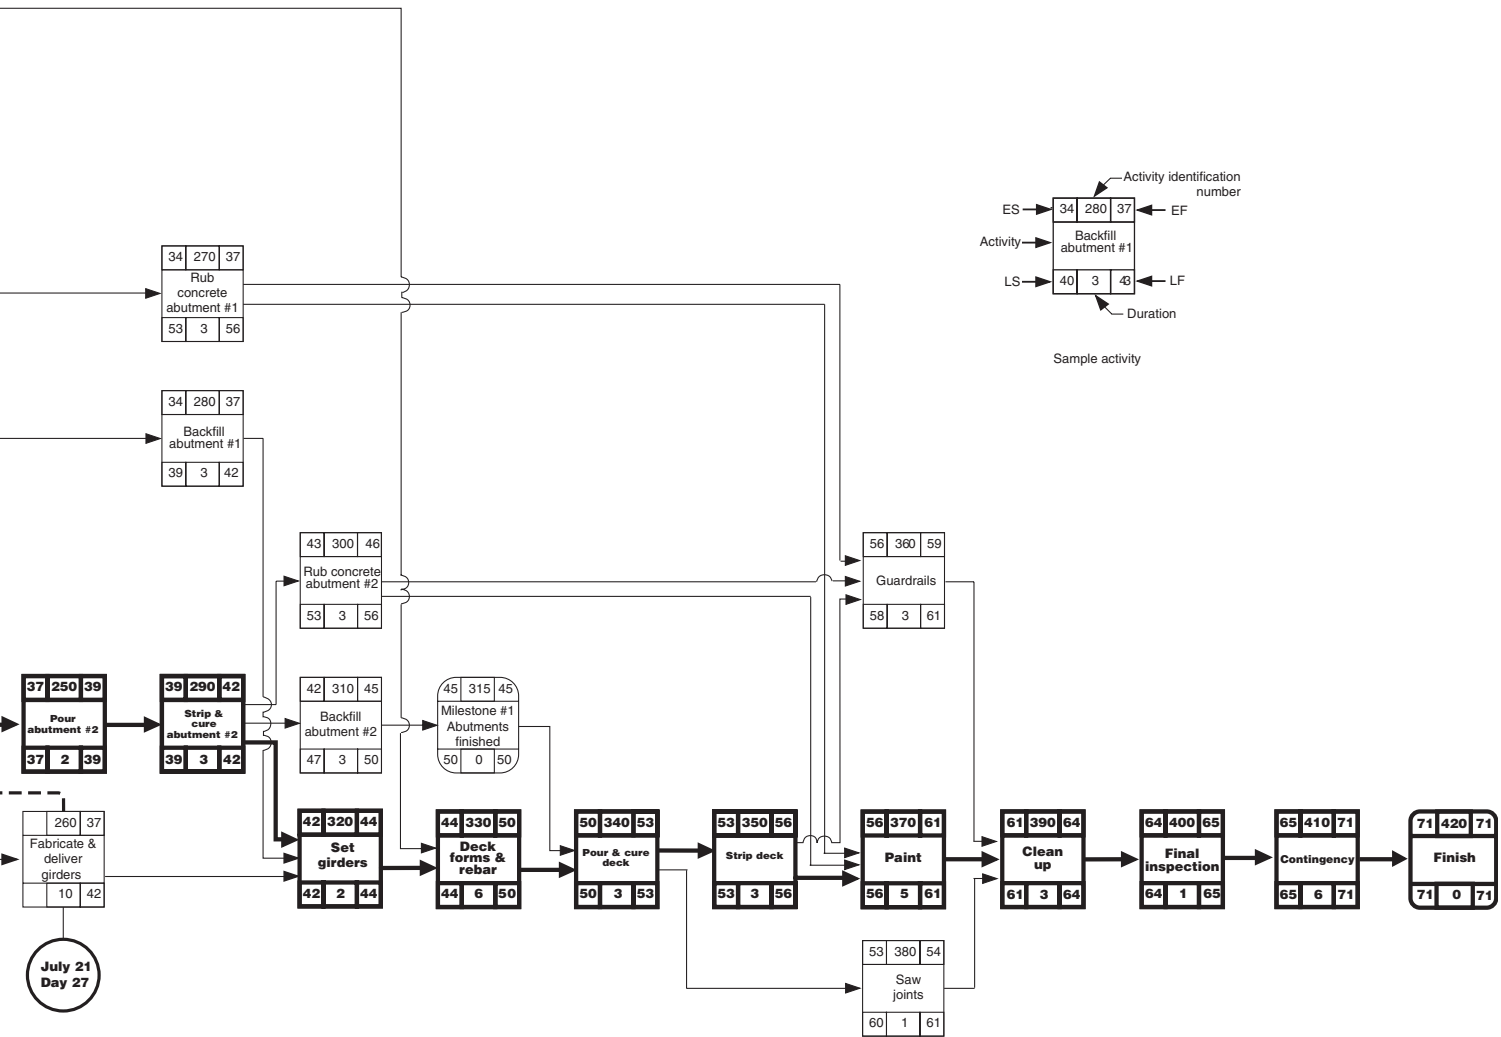 Activity identification
number
ES 34 280 37 EF
Activity
Backfill
abutment #1
LS 40 3 43 LF
Duration
Sample activity
34 270 37
Rub
concrete
abutment #1
53 3 56
34 280 37
Backfill
abutment #1
39 3 42
43 300 46
Rub concrete
abutment #2
53 3 56
56 360 59
Guardrails
58 3 61
37 250 39
Pour
abutment #2
37 2 39
39 290 42
Strip &
cure
abutment #2
39 3 42
42 310 45
Backfill
abutment #2
47 3 50
45 315 45
Milestone #1
Abutments
finished
50 0 50
260 37
Fabricate &
deliver
girders
10 42
July 21
Day 27
42 320 44
Set
girders
42 2 44
44 330 50
Deck
forms &
rebar
44 6 50
50 340 53
Pour & cure
deck
50 3 53
53 350 56
Strip deck
53 3 56
56 370 61
Paint
56 5 61
61 390 64
Clean
up
61 3 64
64 400 65
Final
inspection
64 1 65
65 410 71
Contingency
65 6 71
71 420 71
Finish
71 0 71
53 380 54
Saw
joints
60 1 61